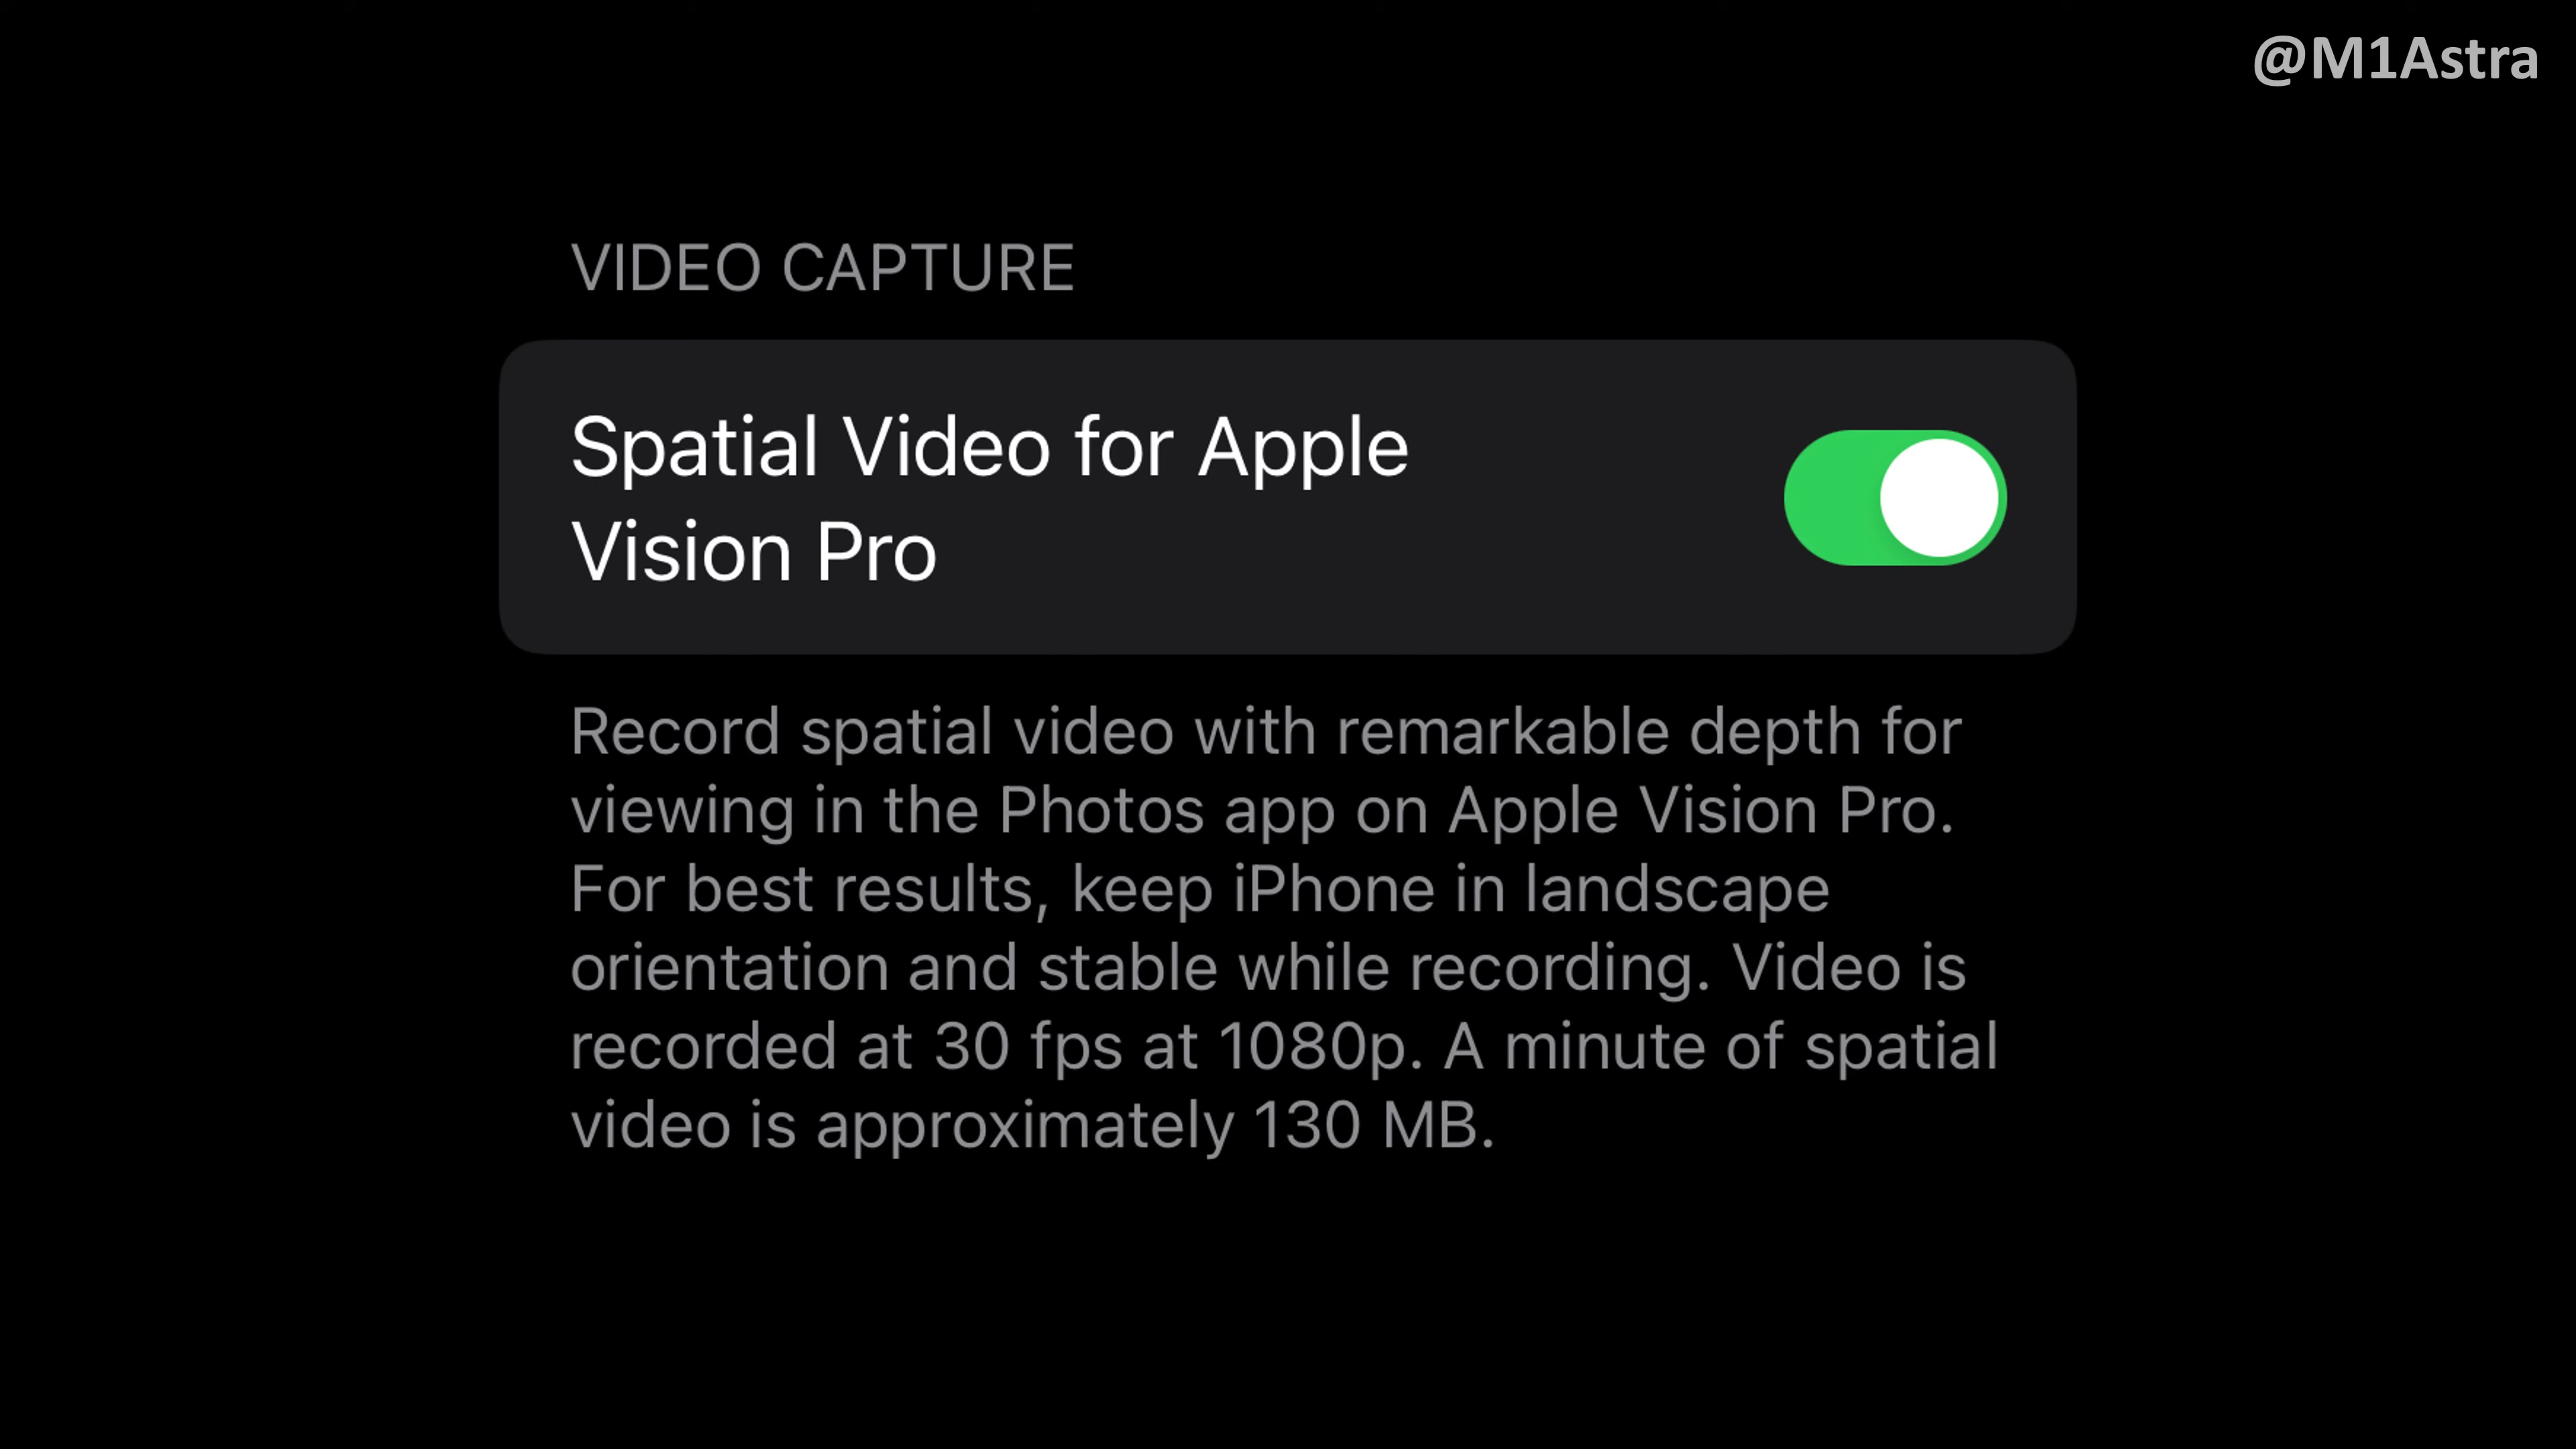 @M1Astra
VIDEO CAPTURE
Spatial Video for Apple
Vision Pro
Record spatial video with remarkable depth for
viewing in the Photos app on Apple Vision Pro.
For best results, keep iPhone in landscape
orientation and stable while recording. Video is
recorded at 30 fps at 1080p. A minute of spatial
video is approximately 130 MB.